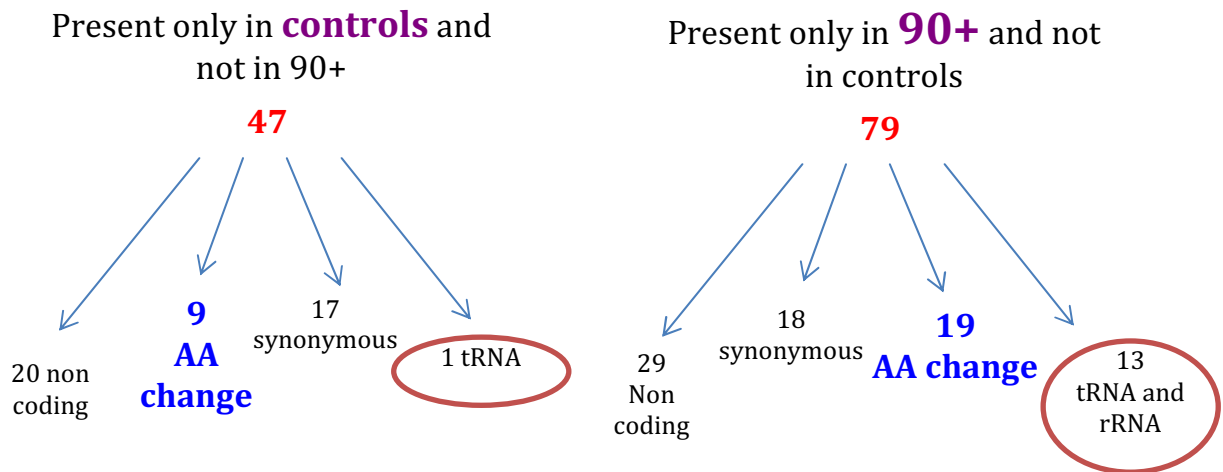 Present only in controls and
not in 90+
47
9
AA
change
17
synonymous
1 tRNA
20 non
coding
Present only in 90+ and not
in controls
79
29
Non
coding
18
synonymous
19
AA change
13
tRNA and
rRNA